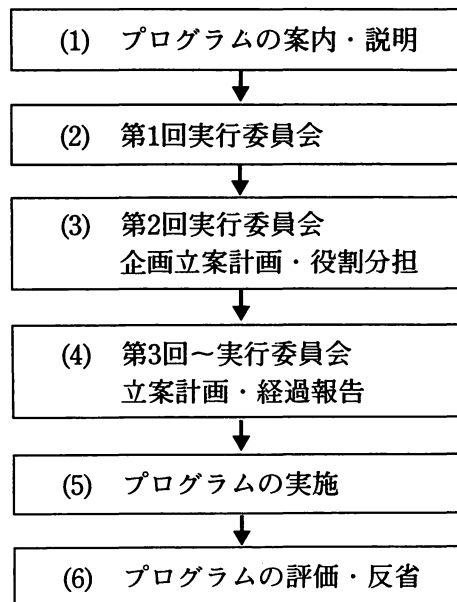 (1) プログラムの案内・説明
(2) 第1回実行委員会
(3) 第2回実行委員会
企画立案計画・役割分担
(4) 第3回～実行委員会
立案計画・経過報告
(5) プログラムの実施
(6) プログラムの評価・反省